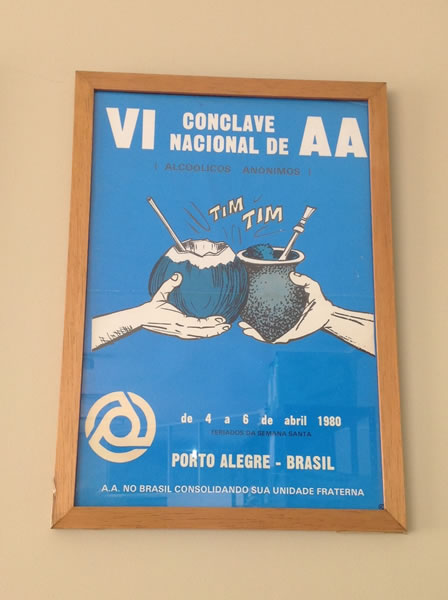 VI CONCLAVE NACIONAL DE AA
( ALCOÓLICOS ANÔNIMOS )
TIM
TIM
de 4 a 6 de abril 1980
FERIADOS DA SEMANA SANTA
PORTO ALEGRE - BRASIL
A.A. NO BRASIL CONSOLIDANDO SUA UNIDADE FRATERNA